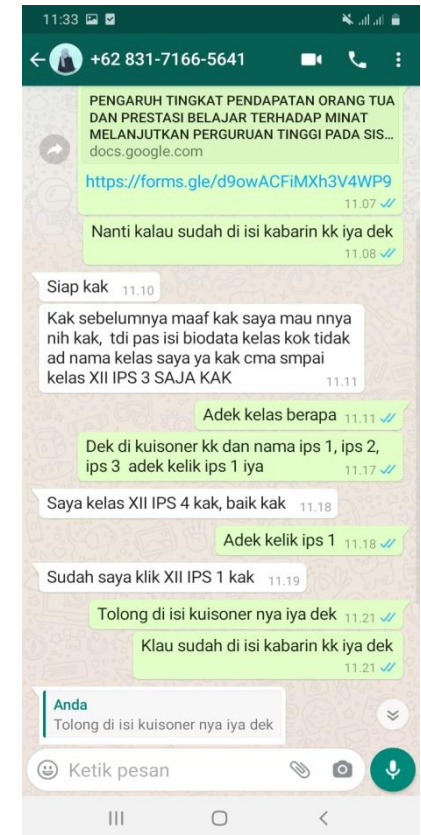 11:33
+62 831-7166-5641
PENGARUH TINGKAT PENDAPATAN ORANG TUA
DAN PRESTASI BELAJAR TERHADAP MINAT
MELANJUTKAN PERGURUAN TINGGI PADA SIS...
docs.google.com
https://forms.gle/d9owACFiMXh3V4WP9
11.07
Nanti kalau sudah di isi kabarin kk iya dek
11.08
Siap kak 11.10
Kak sebelumnya maaf kak saya mau nnya
nih kak, tdi pas isi biodata kelas kok tidak
ad nama kelas saya ya kak cma smpai
kelas XII IPS 3 SAJA KAK
11.11
Adek kelas berapa 11.11
Dek di kuisoner kk dan nama ips 1, ips 2,
ips 3 adek kelik ips 1 iya
11.17
Saya kelas XII IPS 4 kak, baik kak 11.18
Adek kelik ips 1 11.18
Sudah saya klik XII IPS 1 kak 11.19
Tolong di isi kuisoner nya iya dek 11.21
Klau sudah di isi kabarin kk iya dek
11.21
Anda
Tolong di isi kuisoner nya iya dek
Ketik pesan